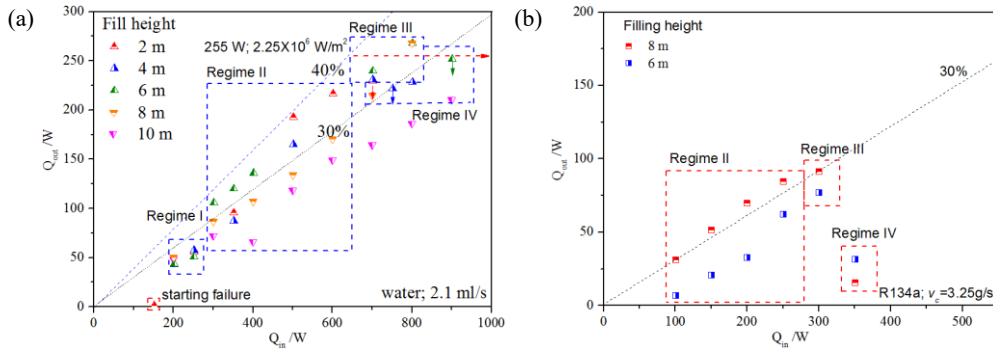 (a)
300
250
200
150
100
50
0
Q_out /W
Fill height
2 m
4 m
6 m
8 m
10 m
255 W; 2.25X10^6 W/m^2
Regime III
40%
Regime II
30%
Regime IV
Regime I
starting failure
water; 2.1 ml/s
0 200 400 600 800 1000
Q_in /W
(b)
200
150
100
50
0
Q_out /W
Filling height
8 m
6 m
30%
Regime III
Regime II
Regime IV
R134a; v_c=3.25g/s
0 100 200 300 400 500
Q_in /W